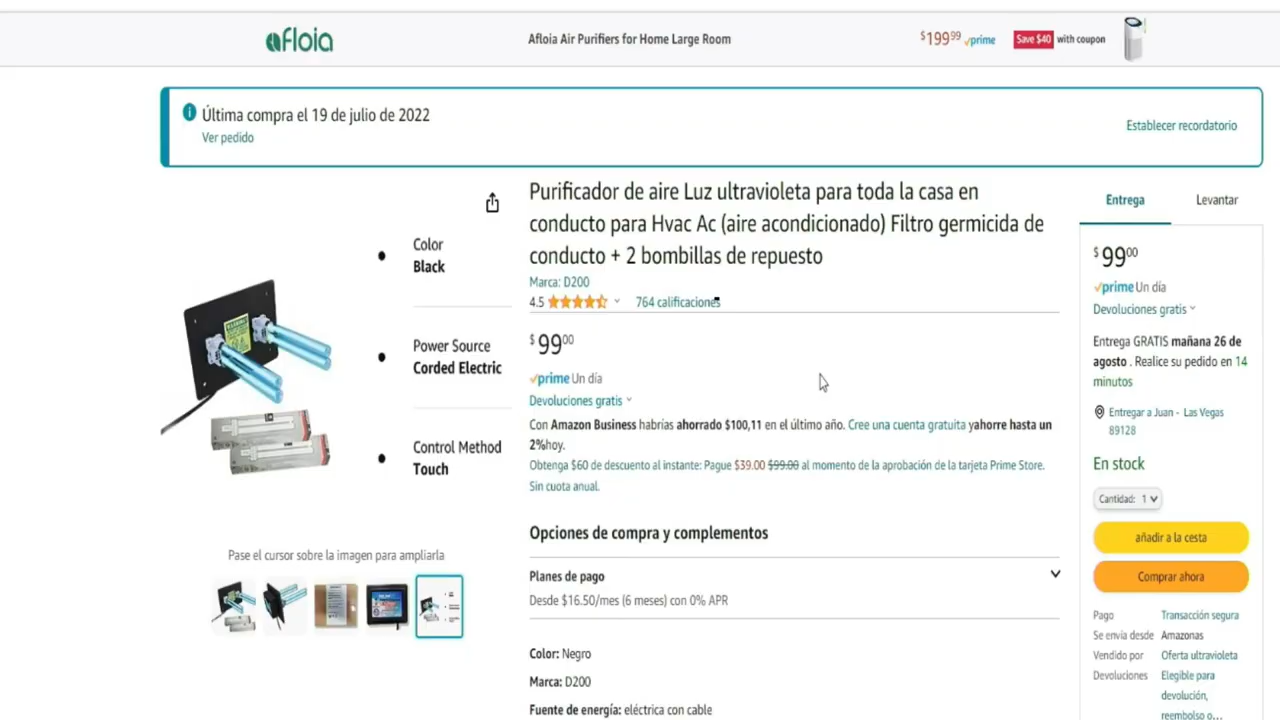 afloia
Afloia Air Purifiers for Home Large Room
$199⁹⁹ prime
Save $40 with coupon
Última compra el 19 de julio de 2022
Ver pedido
Establecer recordatorio
Color
Black
Power Source
Corded Electric
Control Method
Touch
Pase el cursor sobre la imagen para ampliarla
Purificador de aire Luz ultravioleta para toda la casa en
conducto para Hvac Ac (aire acondicionado) Filtro germicida de
conducto + 2 bombillas de repuesto
Marca: D200
4.5 764 calificaciones
$99⁰⁰
prime Un día
Devoluciones gratis
Con Amazon Business habrías ahorrado $100,11 en el último año. Cree una cuenta gratuita yahorre hasta un
2%hoy.
Obtenga $60 de descuento al instante: Pague $39.00 $99.00 al momento de la aprobación de la tarjeta Prime Store.
Sin cuota anual.
Opciones de compra y complementos
Planes de pago
Desde $16.50/mes (6 meses) con 0% APR
Color: Negro
Marca: D200
Fuente de energía: eléctrica con cable
Entrega Levantar
$99⁰⁰
prime Un día
Devoluciones gratis
Entrega GRATIS mañana 26 de
agosto . Realice su pedido en 14
minutos
Entregar a Juan - Las Vegas
89128
En stock
Cantidad: 1
añadir a la cesta
Comprar ahora
Pago Transacción segura
Se envía desde Amazonas
Vendido por Oferta ultravioleta
Devoluciones Elegible para
devolución,
reembolso o...